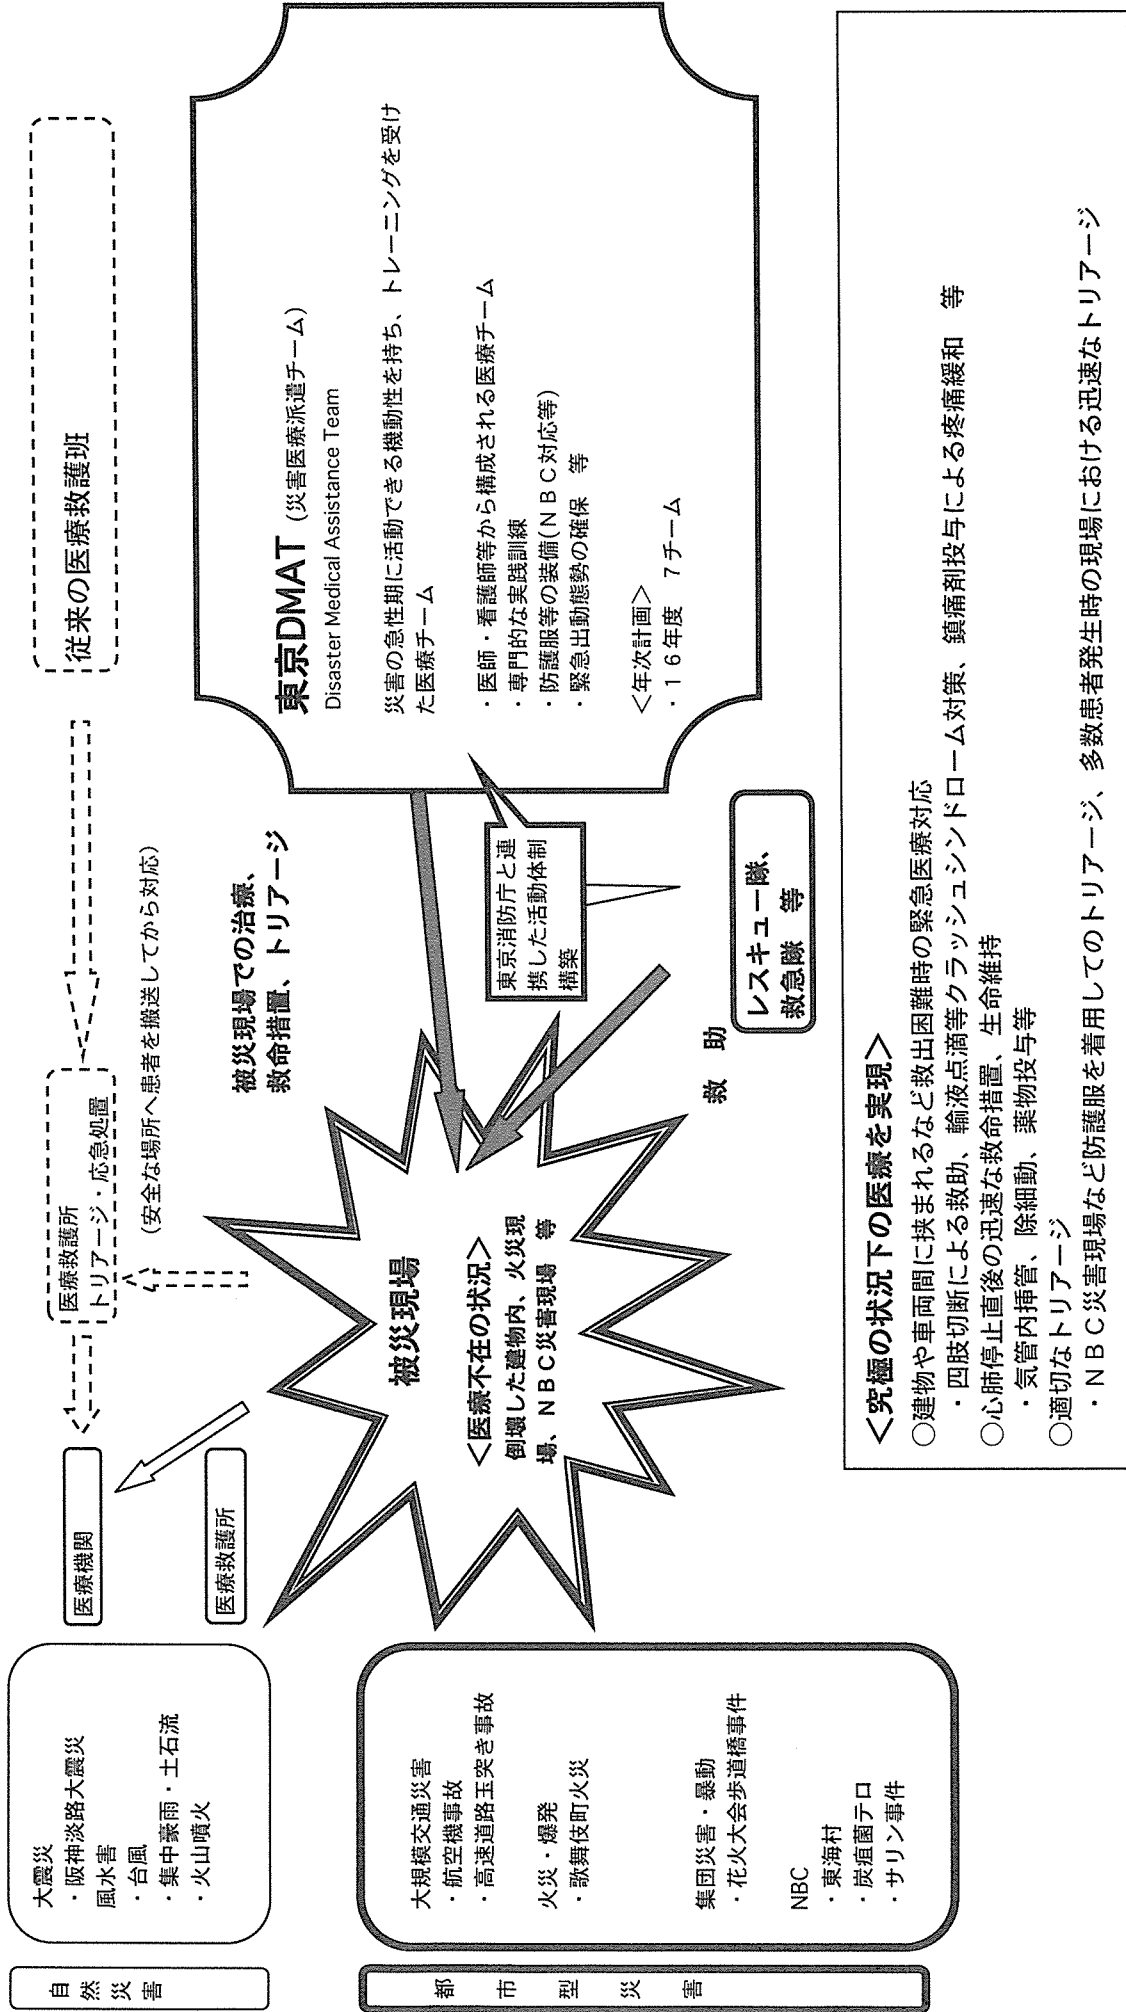 自然災害
大震災
・阪神淡路大震災
風水害
・台風
・集中豪雨・土石流
・火山噴火
都市型災害
大規模交通災害
・航空機事故
・高速道路玉突き事故
火災・爆発
・歌舞伎町火災
集団災害・暴動
・花火大会歩道橋事件
NBC
・東海村
・炭疽菌テロ
・サリン事件
医療機関
医療救護所
医療救護所
トリアージ・応急処置
(安全な場所へ患者を搬送してから対応)
従来の医療救護班
被災現場
<医療不在の状況>
倒壊した建物内、火災現
場、NBC災害現場 等
被災現場での治療、
救命措置、トリアージ
救 助
東京消防庁と連
携した活動体制
構築
レスキュー隊、
救急隊 等
東京DMAT (災害医療派遣チーム)
Disaster Medical Assistance Team
災害の急性期に活動できる機動性を持ち、トレーニングを受け
た医療チーム
・医師・看護師等から構成される医療チーム
・専門的な実践訓練
・防護服等の装備(NBC対応等)
・緊急出動態勢の確保 等
<年次計画>
・16年度 7チーム
<究極の状況下の医療を実現>
○建物や車両間に挟まれるなど救出困難時の緊急医療対応
・四肢切断による救助、輸液点滴等クラッシュシンドローム対策、鎮痛剤投与による疼痛緩和 等
○心肺停止直後の迅速な救命措置、生命維持
・気管内挿管、除細動、薬物投与等
○適切なトリアージ
・NBC災害現場など防護服を着用してのトリアージ、多数患者発生時の現場における迅速なトリアージ